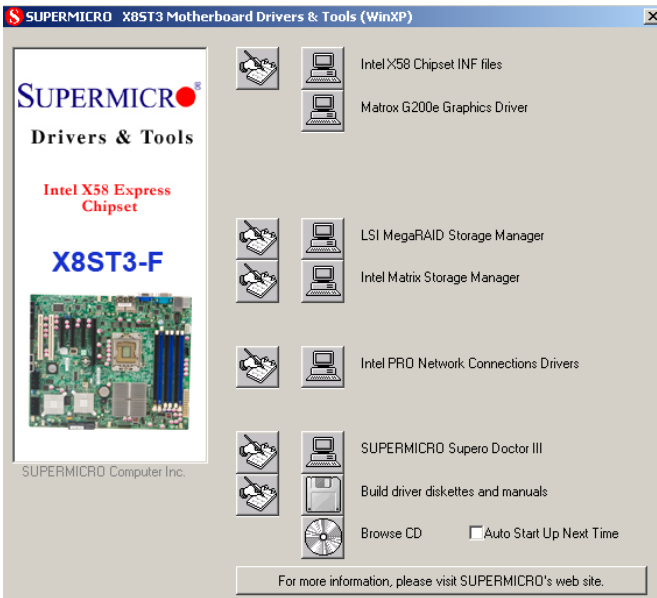 SUPERMICRO X8ST3 Motherboard Drivers & Tools (WinXP)
SUPERMICRO®
Drivers & Tools
Intel X58 Express
Chipset
X8ST3-F
SUPERMICRO Computer Inc.
Intel X58 Chipset INF files
Matrox G200e Graphics Driver
LSI MegaRAID Storage Manager
Intel Matrix Storage Manager
Intel PRO Network Connections Drivers
SUPERMICRO Supero Doctor III
Build driver diskettes and manuals
Browse CD
Auto Start Up Next Time
For more information, please visit SUPERMICRO's web site.